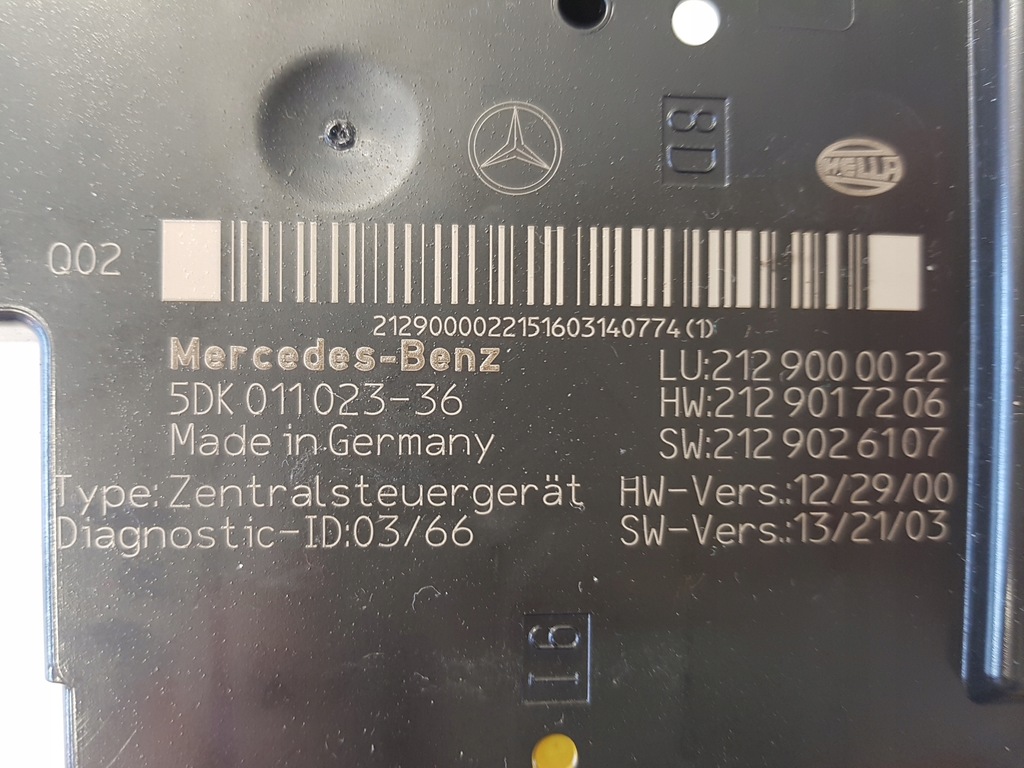 8D
HELLA
Q02
2129000022151603140774(1)
Mercedes-Benz
LU:212 900 00 22
5DK 011 023-36
HW:212 901 72 06
Made in Germany
SW:212 902 61 07
Type: Zentralsteuergerät
HW-Vers.:12/29/00
Diagnostic-ID:03/66
SW-Vers.:13/21/03